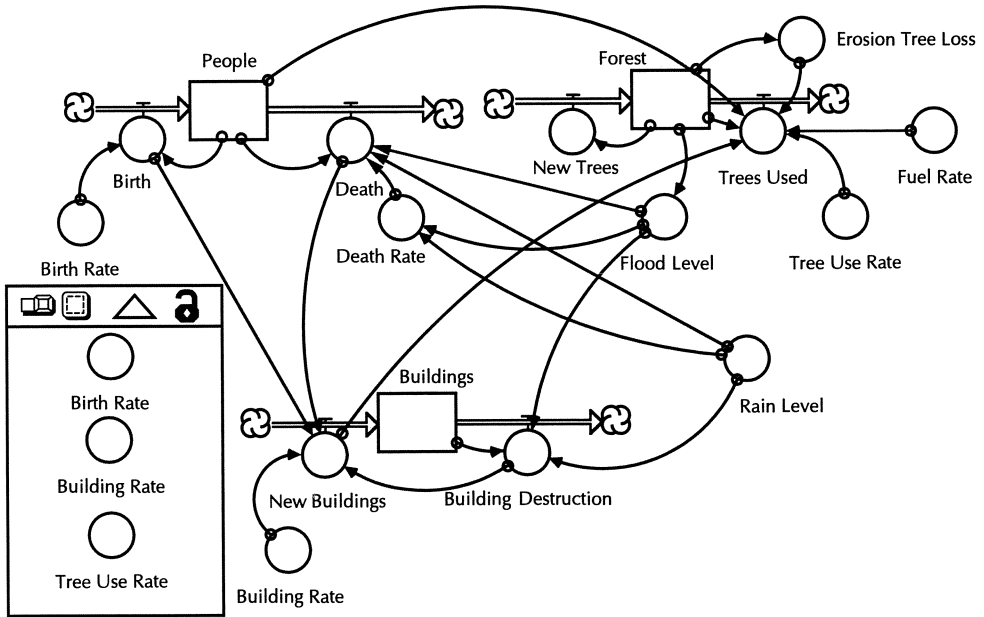 People
Forest
Erosion Tree Loss
Birth
Death
New Trees
Trees Used
Fuel Rate
Birth Rate
Death Rate
Flood Level
Tree Use Rate
Birth Rate
Building Rate
Tree Use Rate
Buildings
Rain Level
New Buildings
Building Destruction
Building Rate